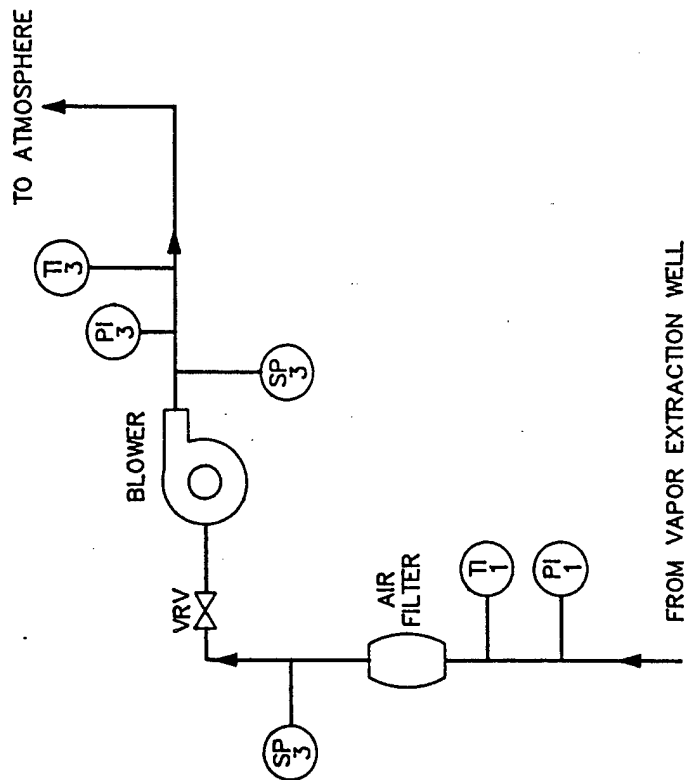 TO ATMOSPHERE
TI
3
PI
3
SP
3
BLOWER
VRV
SP
3
AIR
FILTER
TI
1
PI
1
FROM VAPOR EXTRACTION WELL